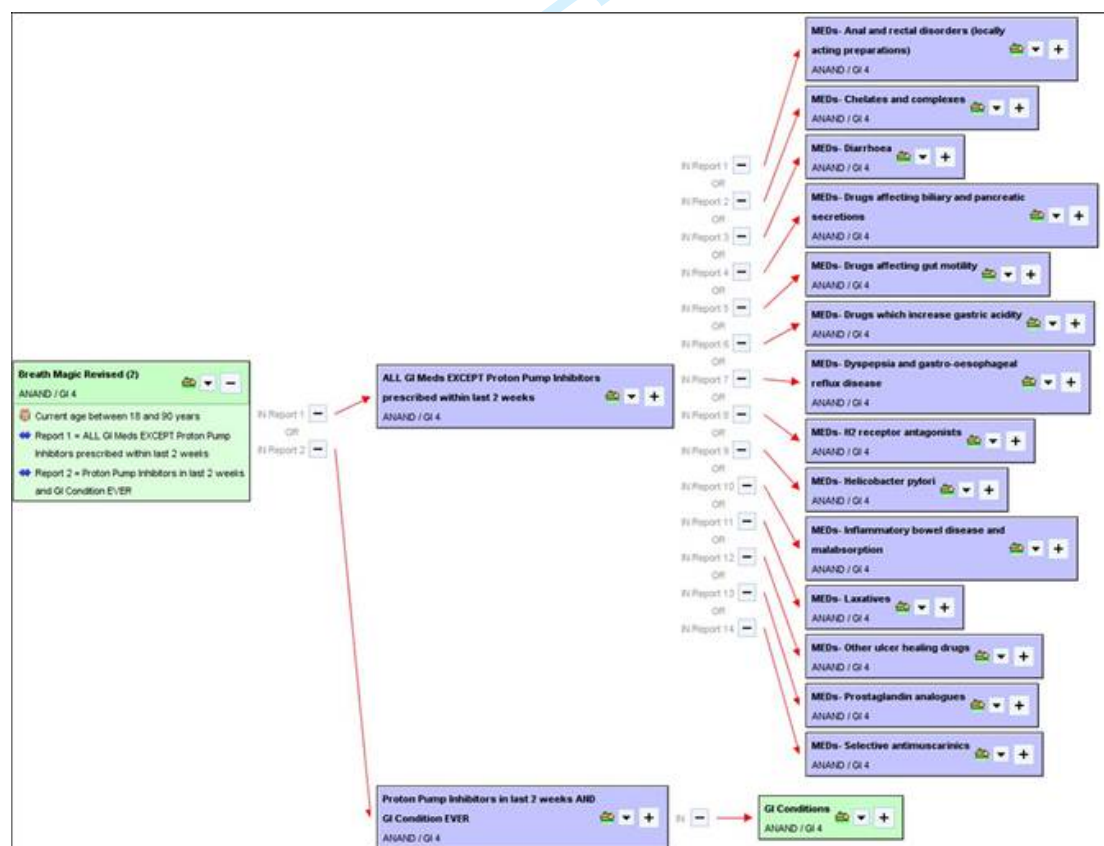 Breath Magic Revised (2)
ANAND / GI 4
Current age between 18 and 90 years
Report 1 = ALL GI Meds EXCEPT Proton Pump
Inhibitors prescribed within last 2 weeks
Report 2 = Proton Pump Inhibitors in last 2 weeks
and GI Condition EVER
IN Report 1
OR
IN Report 2
ALL GI Meds EXCEPT Proton Pump Inhibitors
prescribed within last 2 weeks
ANAND / GI 4
IN Report 1
OR
IN Report 2
OR
IN Report 3
OR
IN Report 4
OR
IN Report 5
OR
IN Report 6
OR
IN Report 7
OR
IN Report 8
OR
IN Report 9
OR
IN Report 10
OR
IN Report 11
OR
IN Report 12
OR
IN Report 13
OR
IN Report 14
MEDs- Anal and rectal disorders (locally
acting preparations)
ANAND / GI 4
MEDs- Chelates and complexes
ANAND / GI 4
MEDs- Diarrhoea
ANAND / GI 4
MEDs- Drugs affecting biliary and pancreatic
secretions
ANAND / GI 4
MEDs- Drugs affecting gut motility
ANAND / GI 4
MEDs- Drugs which increase gastric acidity
ANAND / GI 4
MEDs- Dyspepsia and gastro-oesophageal
reflux disease
ANAND / GI 4
MEDs- H2 receptor antagonists
ANAND / GI 4
MEDs- Helicobacter pylori
ANAND / GI 4
MEDs- Inflammatory bowel disease and
malabsorption
ANAND / GI 4
MEDs- Laxatives
ANAND / GI 4
MEDs- Other ulcer healing drugs
ANAND / GI 4
MEDs- Prostaglandin analogues
ANAND / GI 4
MEDs- Selective antimuscarinics
ANAND / GI 4
Proton Pump Inhibitors in last 2 weeks AND
GI Condition EVER
ANAND / GI 4
IN
GI Conditions
ANAND / GI 4